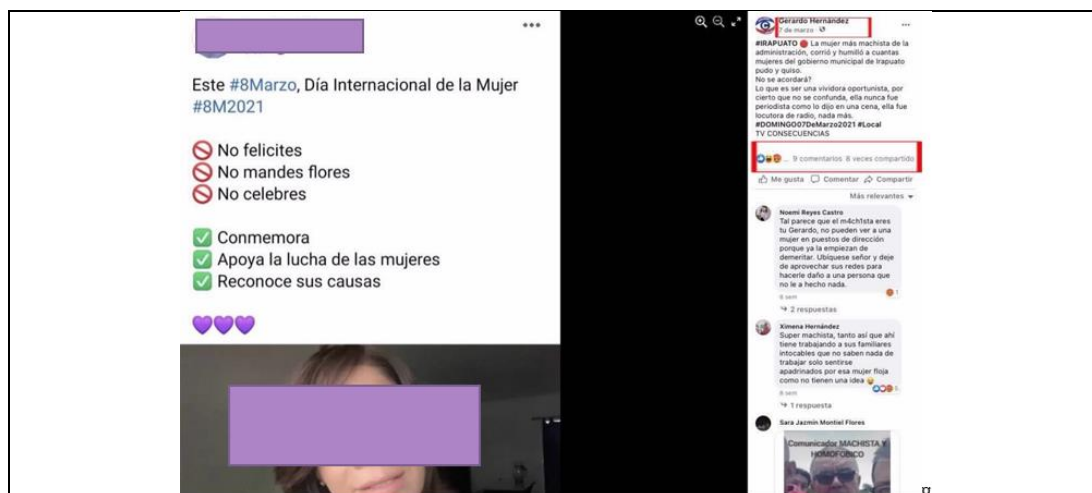 Este #8Marzo, Día Internacional de la Mujer
#8M2021
No felicites
No mandes flores
No celebres
Conmemora
Apoya la lucha de las mujeres
Reconoce sus causas
Gerardo Hernández
7 de marzo
#IRAPUATO La mujer más machista de la
administración, corrió y humilló a cuantas
mujeres del gobierno municipal de Irapuato
pudo y quiso.
No se acordará?
Lo que es ser una vividora oportunista, por
cierto que no se confunda, ella nunca fue
periodista como lo dijo en una cena, ella fue
locutora de radio, nada más.
#DOMINGO07DeMarzo2021 #Local
TV CONSECUENCIAS
9 comentarios 8 veces compartido
Me gusta Comentar Compartir
Más relevantes
Noemi Reyes Castro
Tal parece que el m4ch1sta eres
tu Gerardo, no pueden ver a una
mujer en puestos de dirección
porque ya la empiezan de
demeritar. Ubíquese señor y deje
de aprovechar sus redes para
hacerle daño a una persona que
no le a hecho nada.
1
6 sem
2 respuestas
Ximena Hernández
Super machista, tanto así que ahí
tiene trabajando a sus familiares
intocables que no saben nada de
trabajar solo sentirse
apadrinados por esa mujer floja
como no tienen una idea
6 sem
1 respuesta
Sara Jazmin Montiel Flores
Comunicador MACHISTA Y
HOMOFOBICO